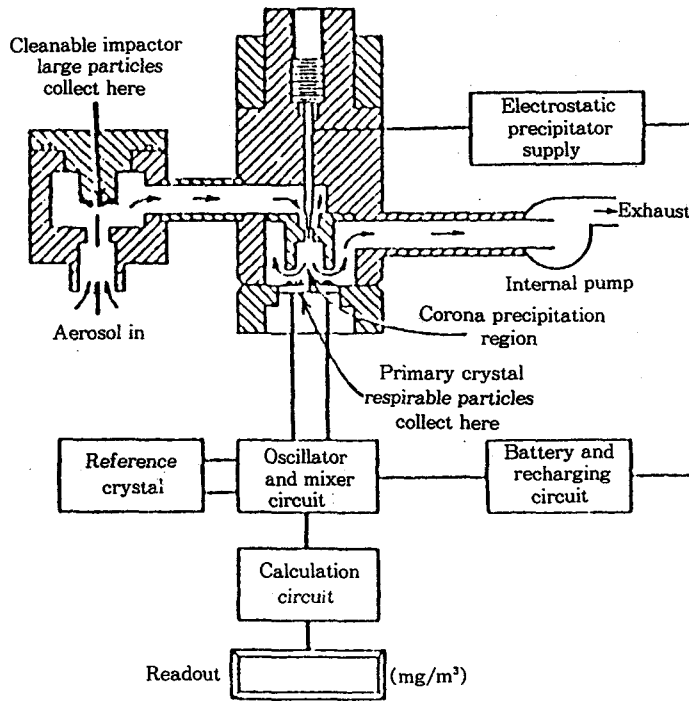 Cleanable impactor
large particles
collect here
Electrostatic
precipitator
supply
Exhaust
Internal pump
Aerosol in
Corona precipitation
region
Primary crystal
respirable particles
collect here
Reference
crystal
Oscillator
and mixer
circuit
Battery and
recharging
circuit
Calculation
circuit
Readout
(mg/m³)